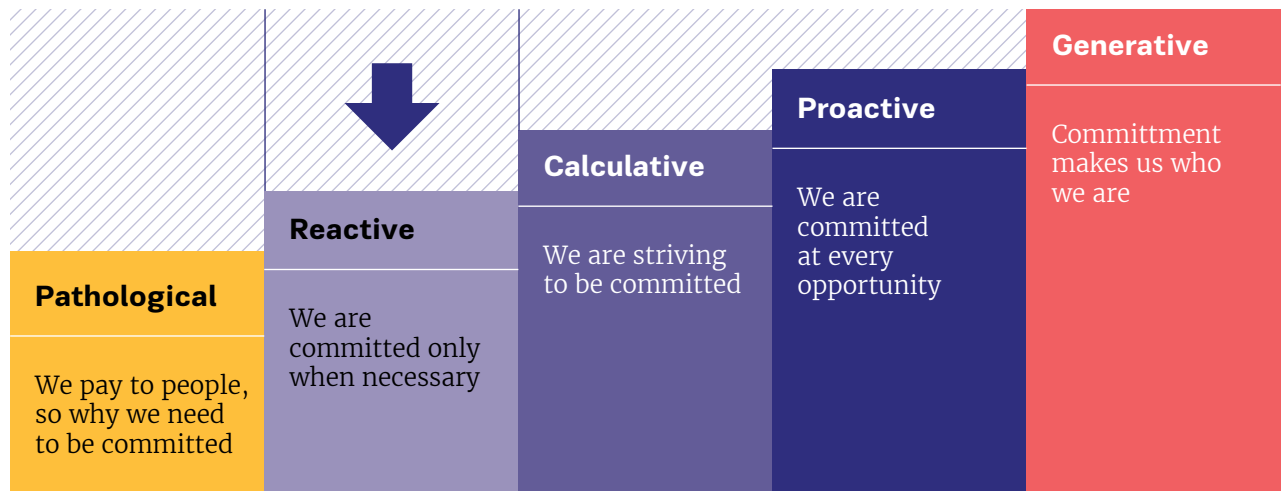 Pathological
We pay to people,
so why we need
to be committed
Reactive
We are
committed only
when necessary
Calculative
We are striving
to be committed
Proactive
We are
committed
at every
opportunity
Generative
Committment
makes us who
we are